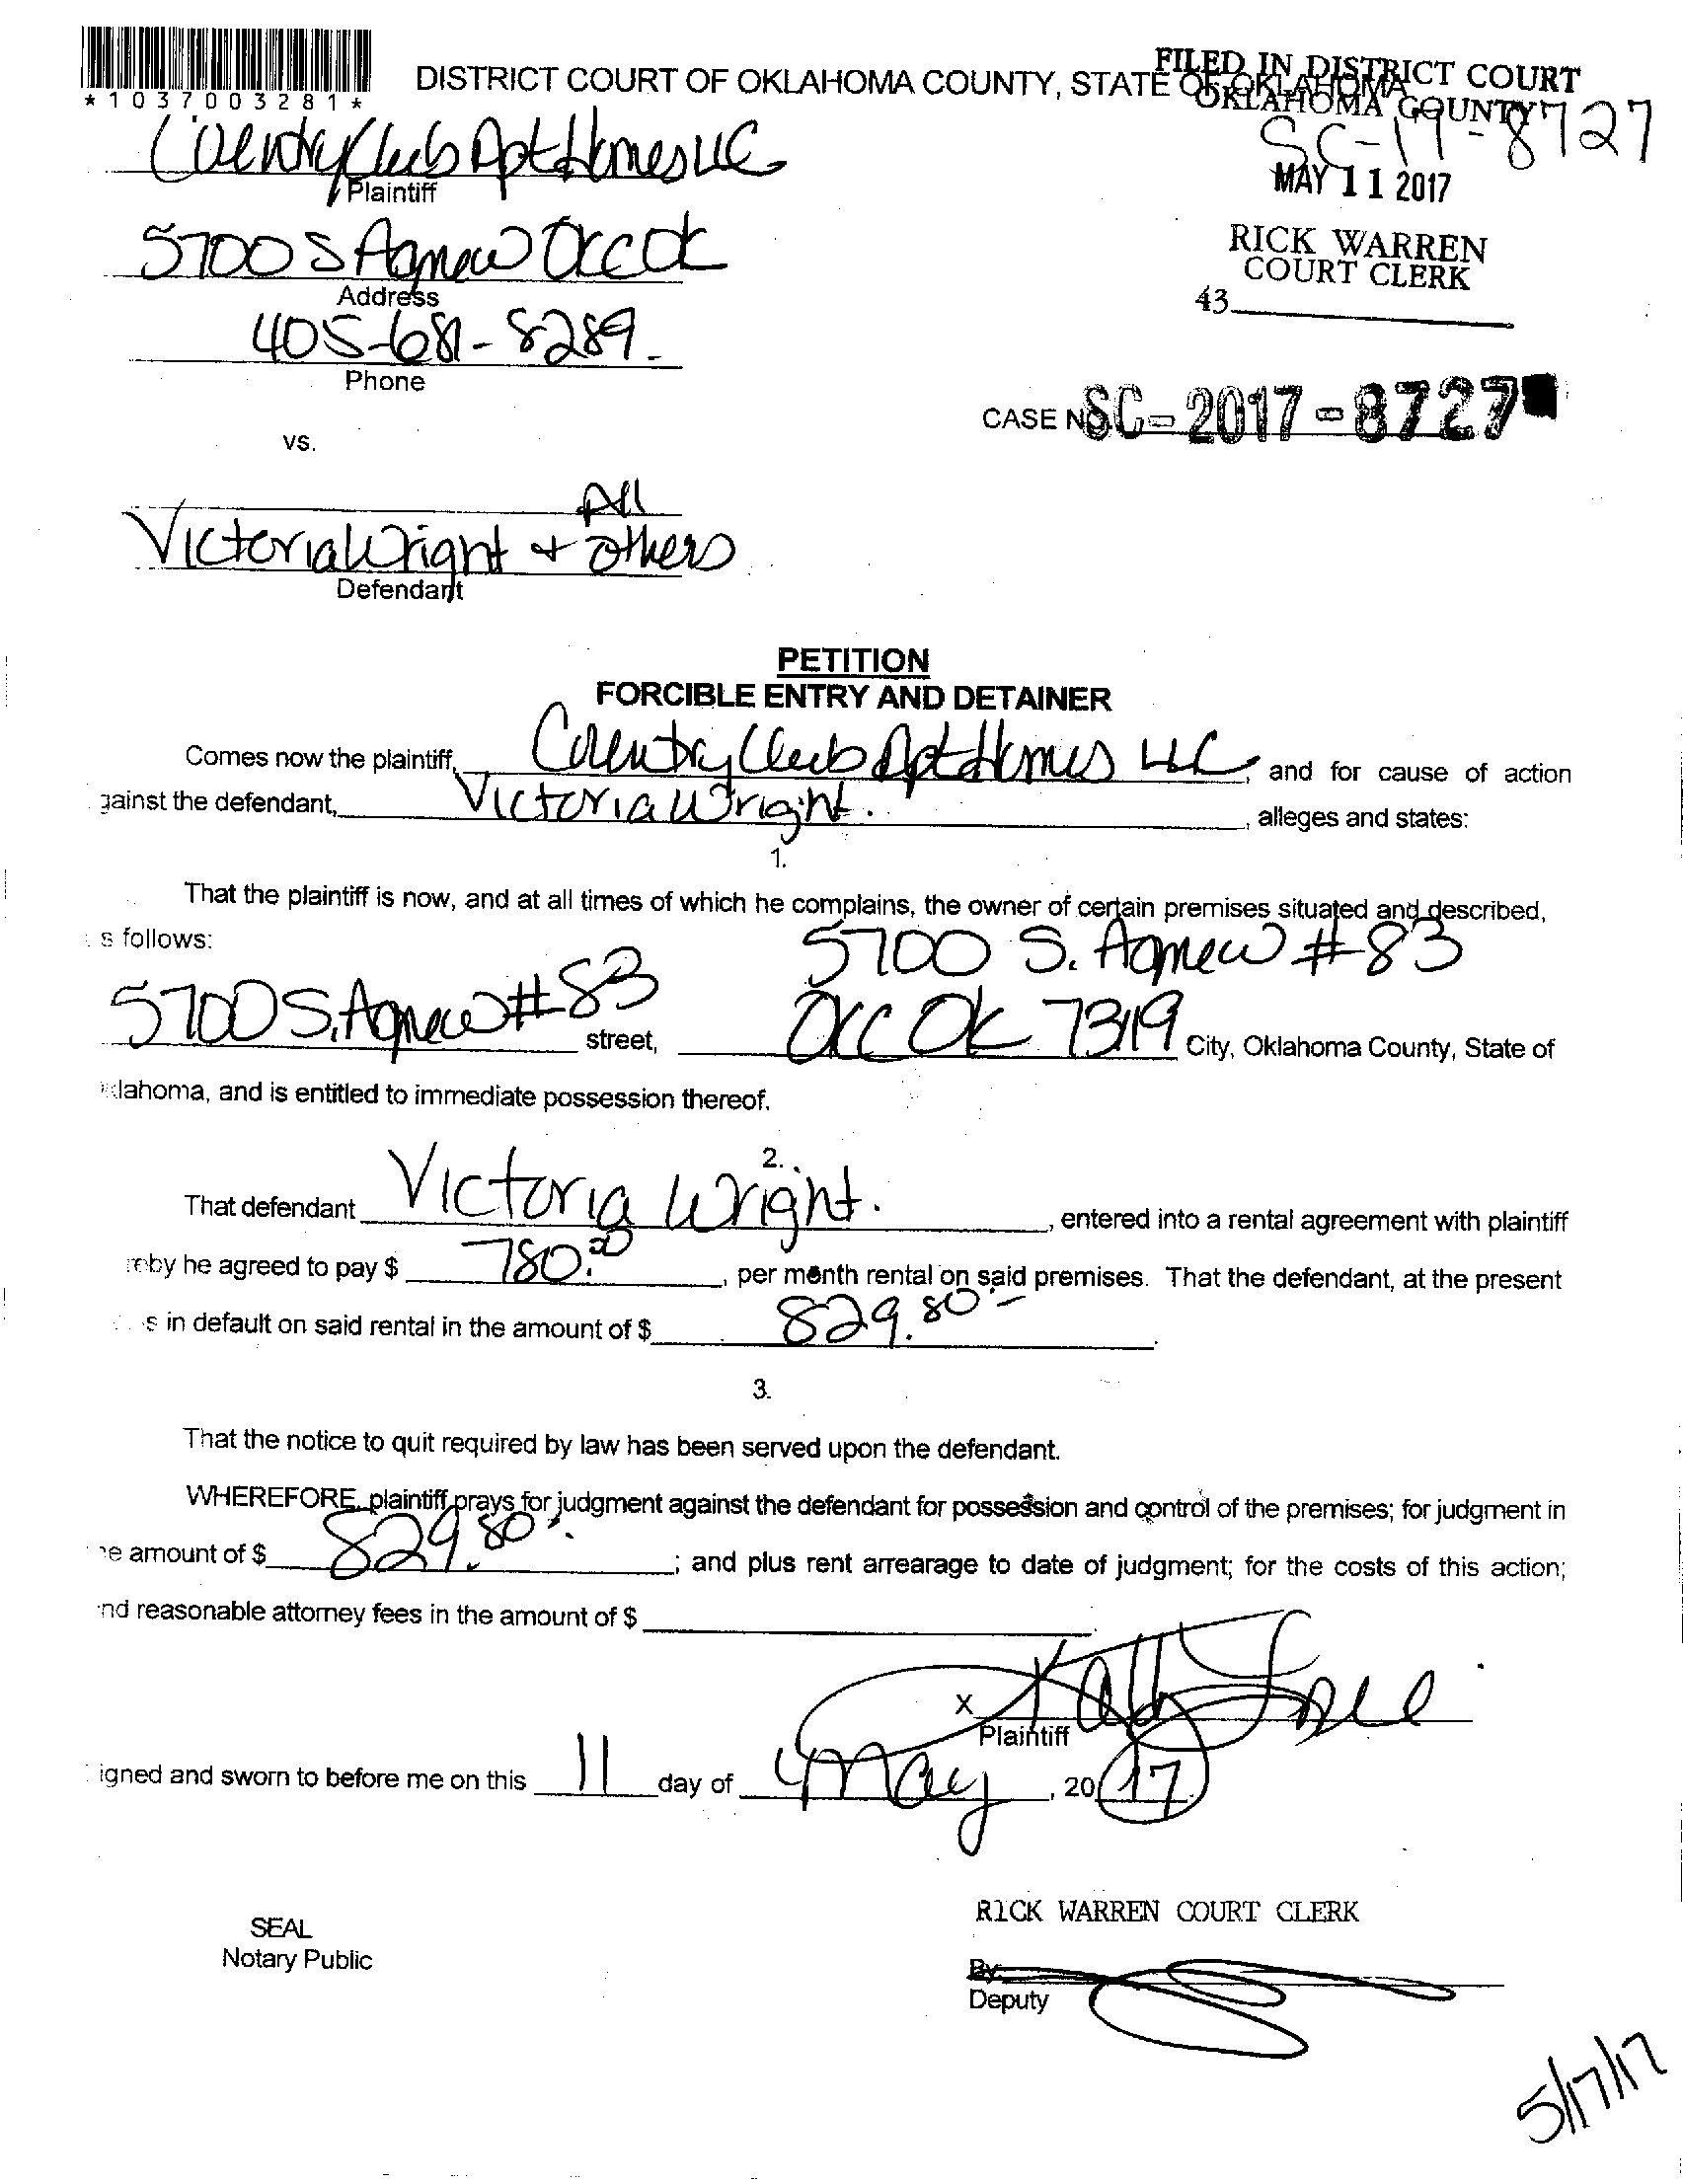 *1037003281*
DISTRICT COURT OF OKLAHOMA COUNTY, STATE OF OKLAHOMA
FILED IN DISTRICT COURT
OKLAHOMA COUNTY
SC-17-8727
MAY 11 2017
RICK WARREN
COURT CLERK
43
Country Club Apt Homes LLC
Plaintiff
5700 S Agnew OKC OK
Address
405-681-8289
Phone
CASE NO SC-2017-8727
vs.
All
Victoria Wright + others
Defendant
PETITION
FORCIBLE ENTRY AND DETAINER
Comes now the plaintiff, Country Club Apt Homes LLC, and for cause of action
gainst the defendant, Victoria Wright. , alleges and states:
1.
That the plaintiff is now, and at all times of which he complains, the owner of certain premises situated and described,
s follows:
5700 S. Agnew #83
5700 S. Agnew #83 street, OKC OK 73119 City, Oklahoma County, State of
klahoma, and is entitled to immediate possession thereof.
2.
That defendant Victoria Wright. , entered into a rental agreement with plaintiff
reby he agreed to pay $ 780.00 , per month rental on said premises. That the defendant, at the present
s in default on said rental in the amount of $ 829.80 .
3.
That the notice to quit required by law has been served upon the defendant.
WHEREFORE, plaintiff prays for judgment against the defendant for possession and control of the premises; for judgment in
he amount of $ 829.80 ; and plus rent arrearage to date of judgment; for the costs of this action;
nd reasonable attorney fees in the amount of $
X
Plaintiff
igned and sworn to before me on this 11 day of May , 2017
SEAL
Notary Public
RICK WARREN COURT CLERK
By:
Deputy
5/17/17